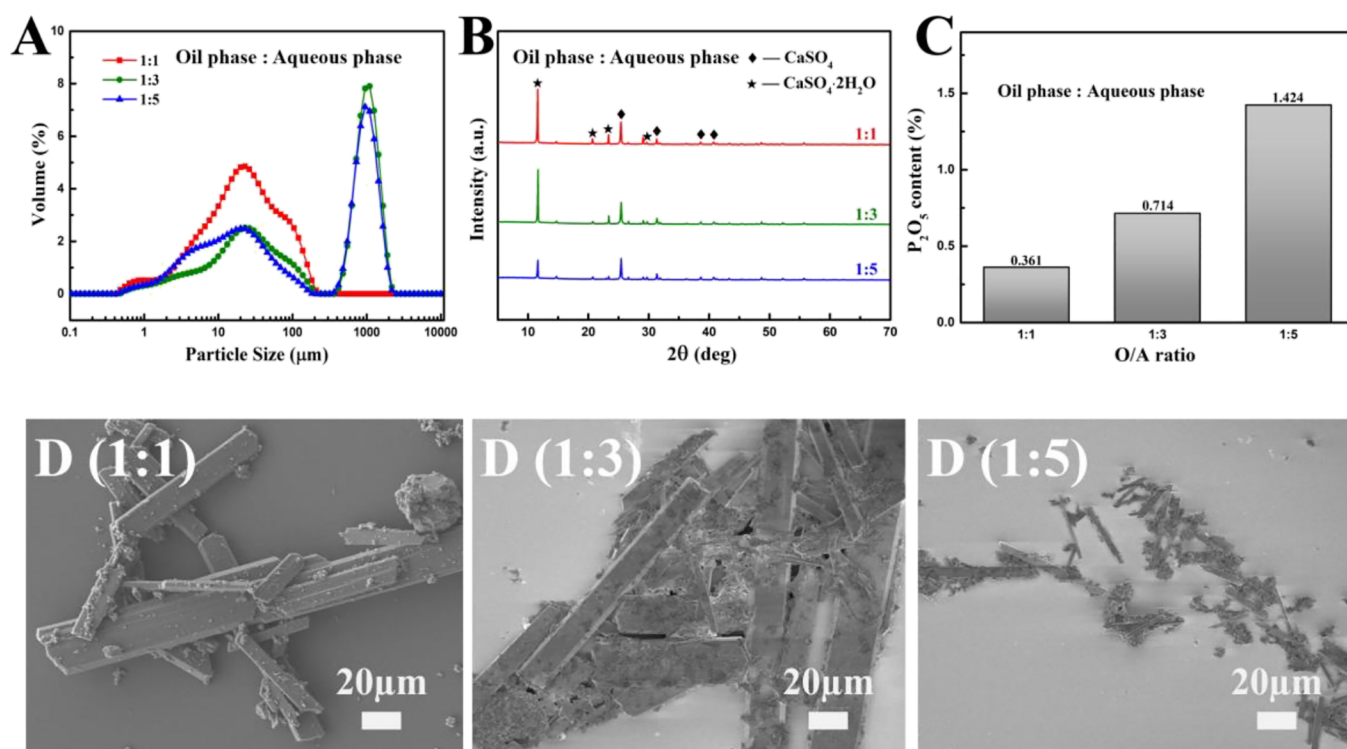 A
Oil phase : Aqueous phase
1:1
1:3
1:5
Volume (%)
10
8
6
4
2
0
0.1
1
10
100
1000
10000
Particle Size (μm)
B
Oil phase : Aqueous phase
♦ — CaSO₄
★ — CaSO₄·2H₂O
1:1
1:3
1:5
Intensity (a.u.)
10
20
30
40
50
60
70
2θ (deg)
C
Oil phase : Aqueous phase
P₂O₅ content (%)
1.5
1.0
0.5
0.0
0.361
0.714
1.424
1:1
1:3
1:5
O/A ratio
D (1:1)
20μm
D (1:3)
20μm
D (1:5)
20μm